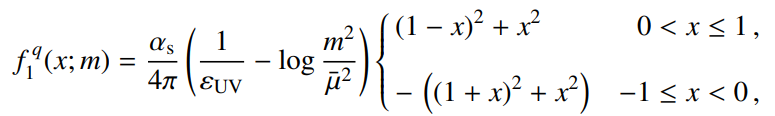 f_1^q(x; m) = \frac{\alpha_s}{4\pi} \left( \frac{1}{\varepsilon_{UV}} - \log \frac{m^2}{\bar{\mu}^2} \right) \begin{cases} (1 - x)^2 + x^2 & 0 < x \leq 1 , \\ - \left( (1 + x)^2 + x^2 \right) & -1 \leq x < 0 , \end{cases}